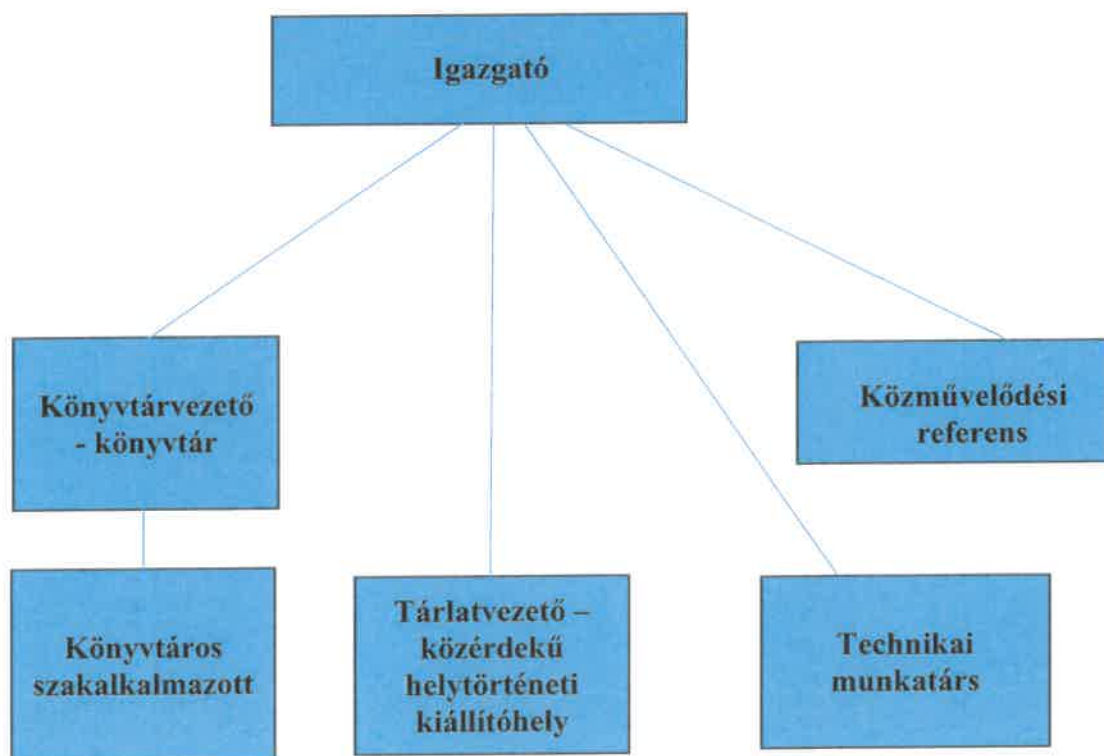 Igazgató
Könyvtárvezető
- könyvtár
Közművelődési
referens
Könyvtáros
szakalkalmazott
Tárlatvezető –
közérdekű
helytörténeti
kiállítóhely
Technikai
munkatárs